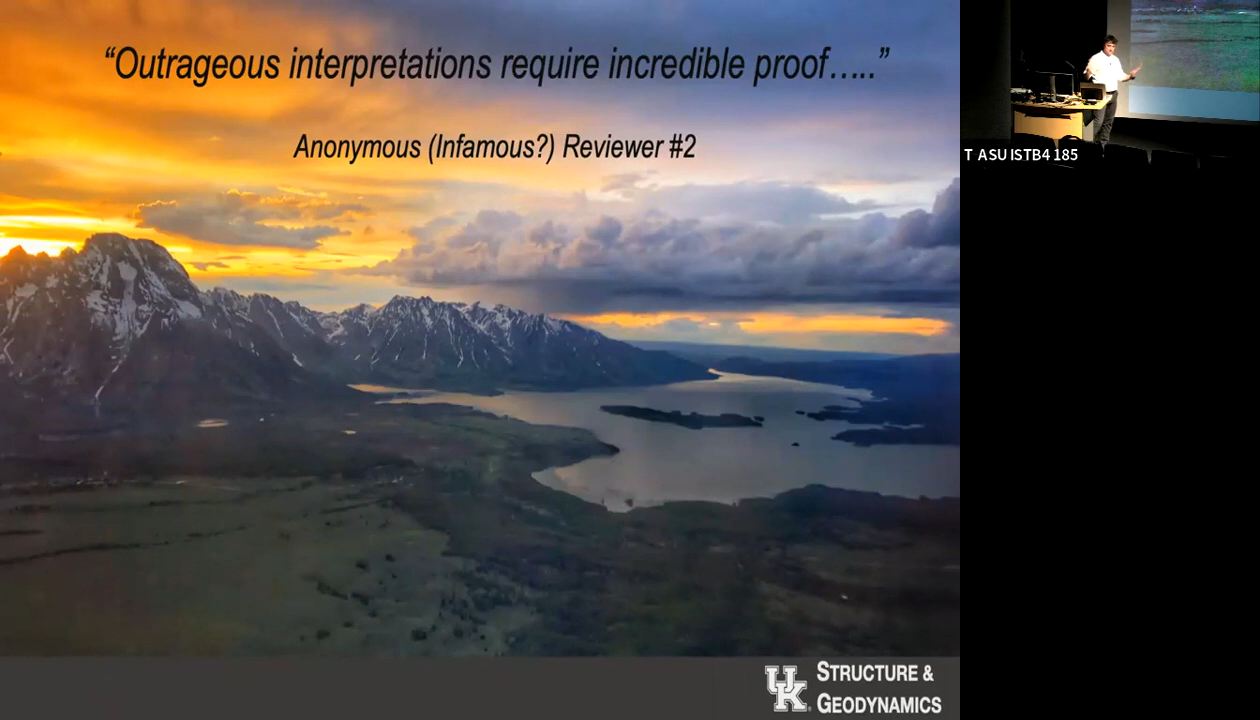 “Outrageous interpretations require incredible proof…..”
Anonymous (Infamous?) Reviewer #2
T ASU ISTB4 185
UK
STRUCTURE &
GEODYNAMICS